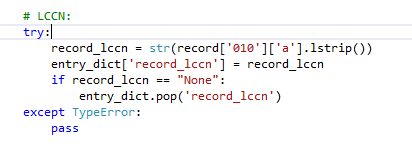 # LCCN:
try:
    record_lccn = str(record['010']['a'].lstrip())
    entry_dict['record_lccn'] = record_lccn
    if record_lccn == "None":
        entry_dict.pop('record_lccn')
except TypeError:
    pass